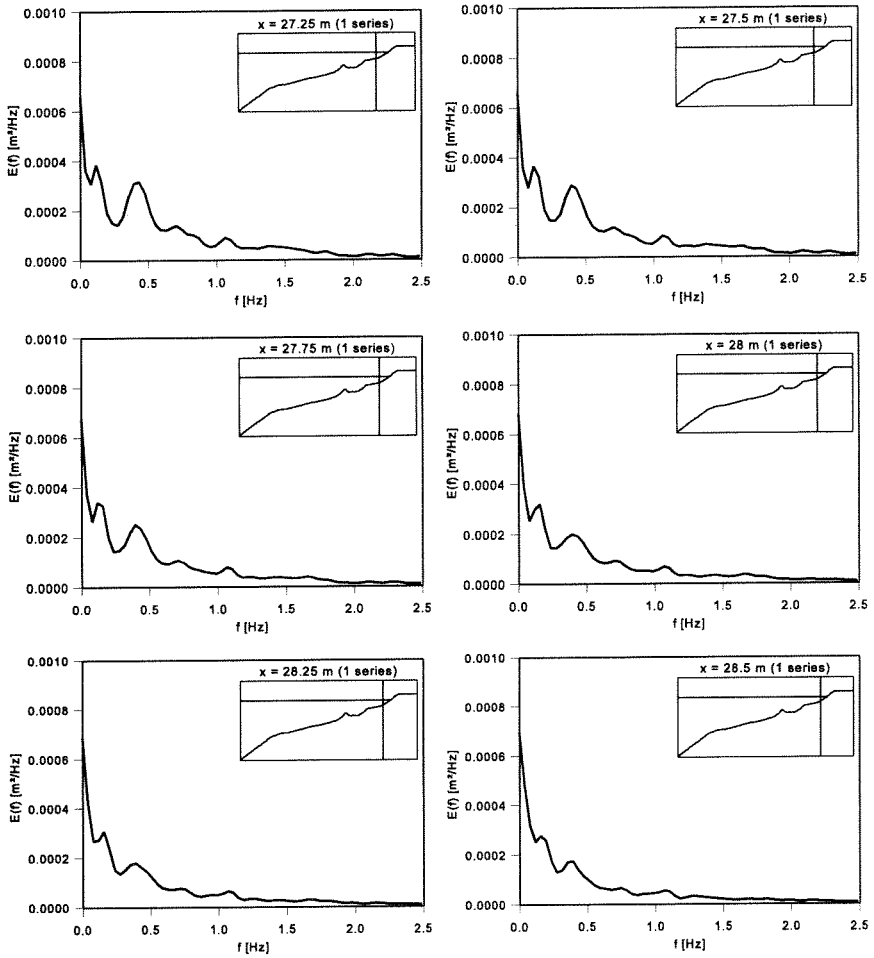 x = 27.25 m (1 series)
0.0010
0.0008
0.0006
0.0004
0.0002
0.0000
E(f) [m²/Hz]
0.0 0.5 1.0 1.5 2.0 2.5
f [Hz]
x = 27.5 m (1 series)
0.0010
0.0008
0.0006
0.0004
0.0002
0.0000
E(f) [m²/Hz]
0.0 0.5 1.0 1.5 2.0 2.5
f [Hz]
x = 27.75 m (1 series)
0.0010
0.0008
0.0006
0.0004
0.0002
0.0000
E(f) [m²/Hz]
0.0 0.5 1.0 1.5 2.0 2.5
f [Hz]
x = 28 m (1 series)
0.0010
0.0008
0.0006
0.0004
0.0002
0.0000
E(f) [m²/Hz]
0.0 0.5 1.0 1.5 2.0 2.5
f [Hz]
x = 28.25 m (1 series)
0.0010
0.0008
0.0006
0.0004
0.0002
0.0000
E(f) [m²/Hz]
0.0 0.5 1.0 1.5 2.0 2.5
f [Hz]
x = 28.5 m (1 series)
0.0010
0.0008
0.0006
0.0004
0.0002
0.0000
E(f) [m²/Hz]
0.0 0.5 1.0 1.5 2.0 2.5
f [Hz]